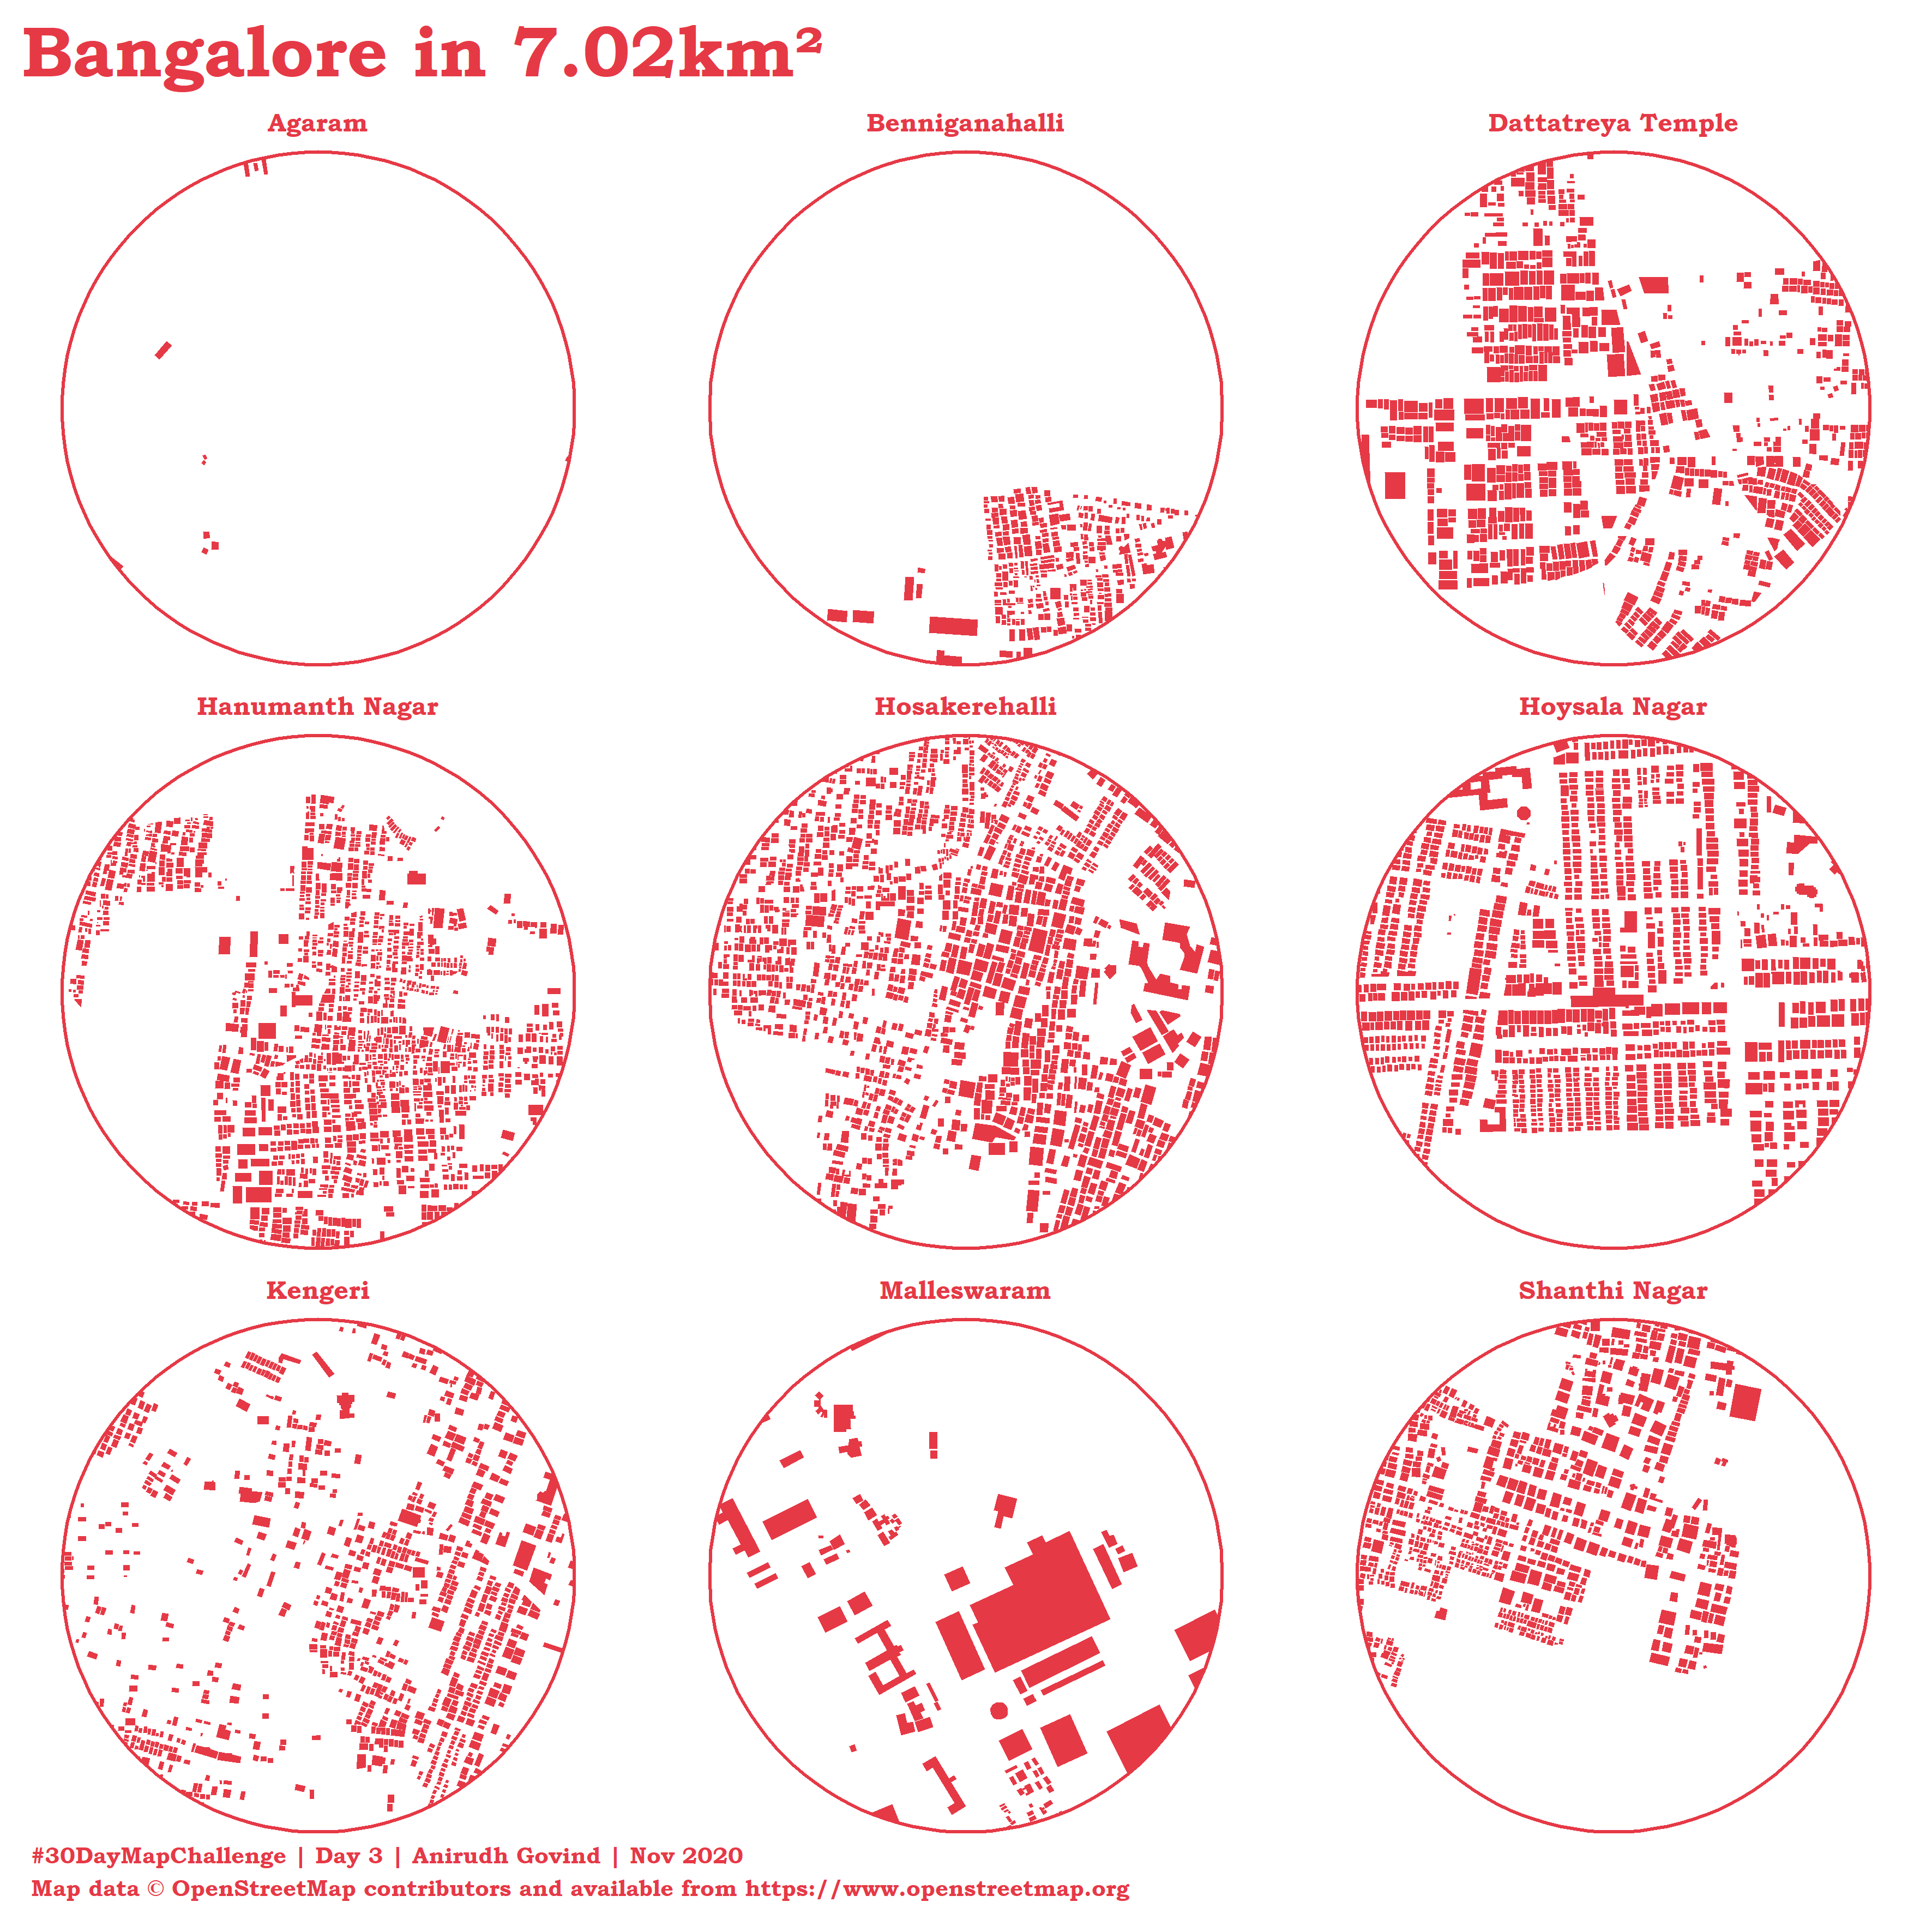 Bangalore in 7.02km²
Agaram
Benniganahalli
Dattatreya Temple
Hanumanth Nagar
Hosakerehalli
Hoysala Nagar
Kengeri
Malleswaram
Shanthi Nagar
#30DayMapChallenge | Day 3 | Anirudh Govind | Nov 2020
Map data © OpenStreetMap contributors and available from https://www.openstreetmap.org